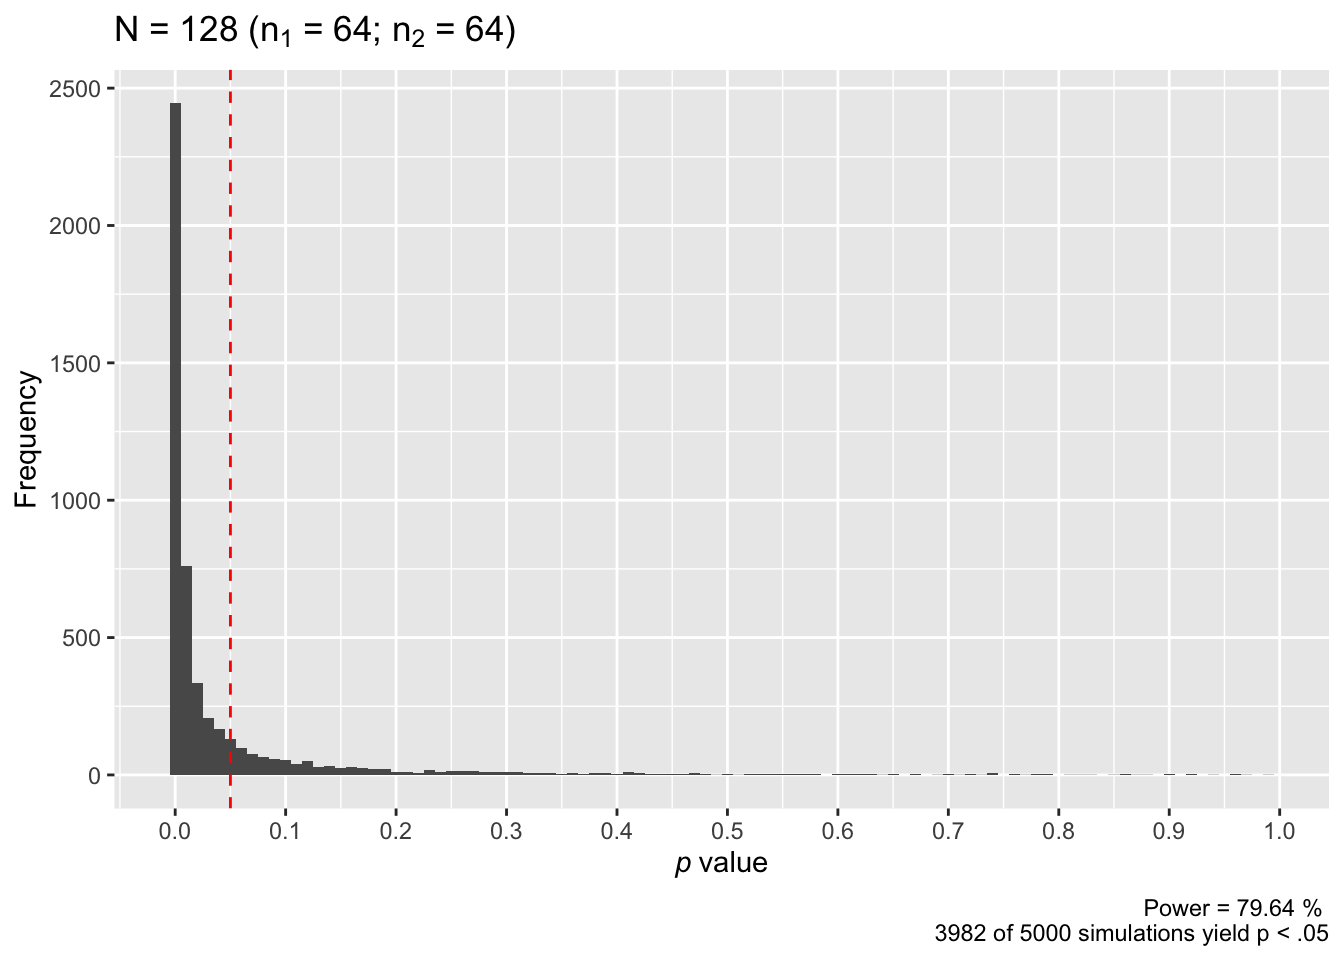 N = 128 (n₁ = 64; n₂ = 64)
2500
2000
1500
1000
500
0
Frequency
0.0 0.1 0.2 0.3 0.4 0.5 0.6 0.7 0.8 0.9 1.0
p value
Power = 79.64 %
3982 of 5000 simulations yield p < .05